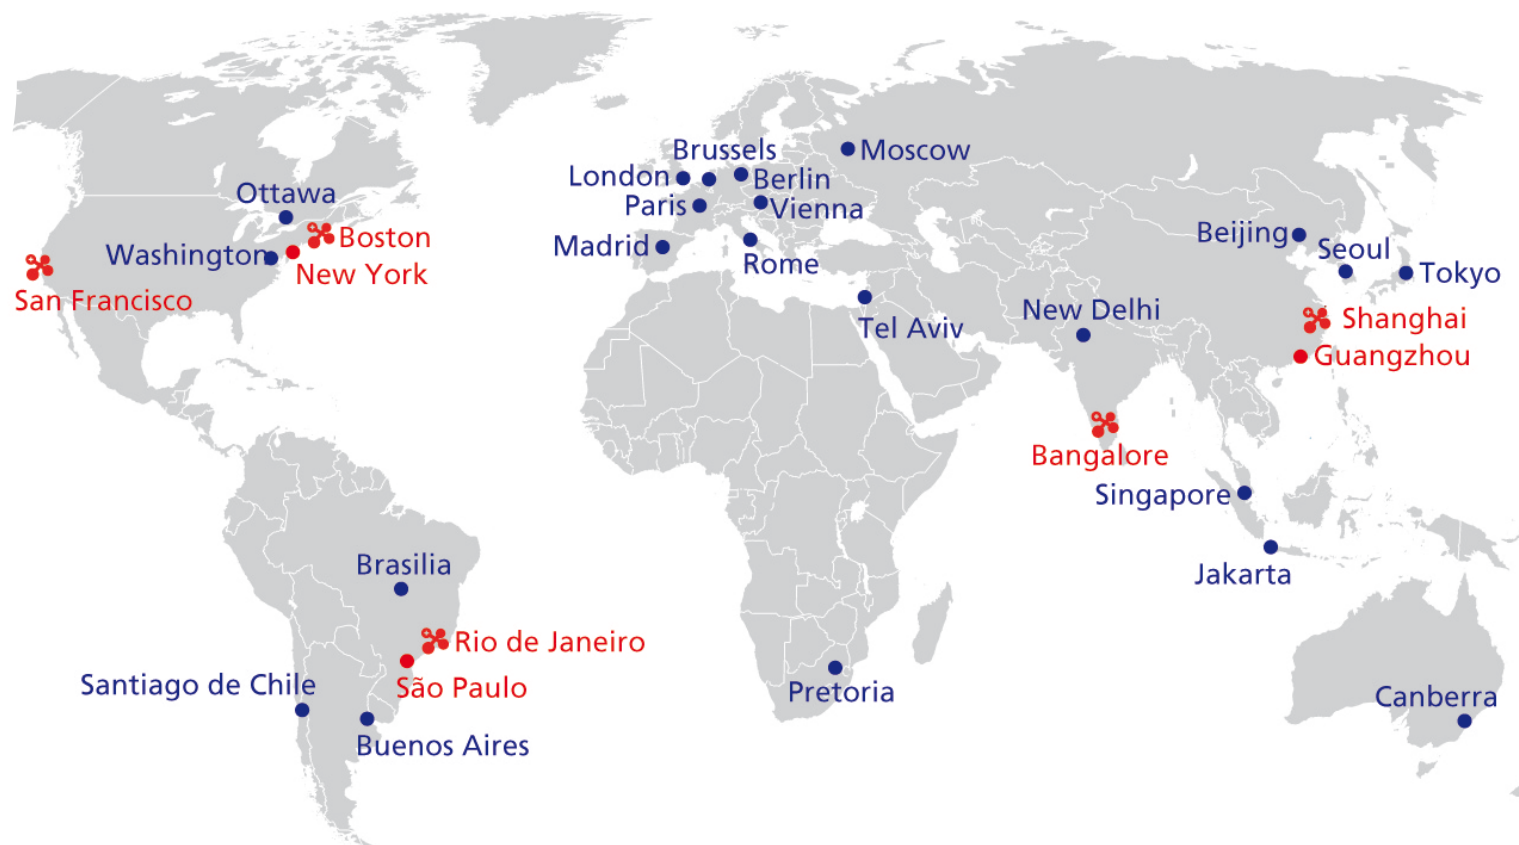 Brussels
Moscow
London
Berlin
Ottawa
Paris
Vienna
Boston
Beijing
Madrid
Seoul
Washington
Rome
New York
Tokyo
San Francisco
New Delhi
Shanghai
Tel Aviv
Guangzhou
Bangalore
Singapore
Brasilia
Jakarta
Rio de Janeiro
Santiago de Chile
São Paulo
Pretoria
Canberra
Buenos Aires